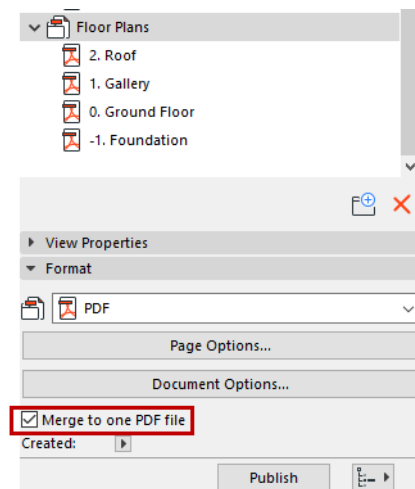 Floor Plans
2. Roof
1. Gallery
0. Ground Floor
-1. Foundation
View Properties
Format
PDF
Page Options...
Document Options...
Merge to one PDF file
Created:
Publish